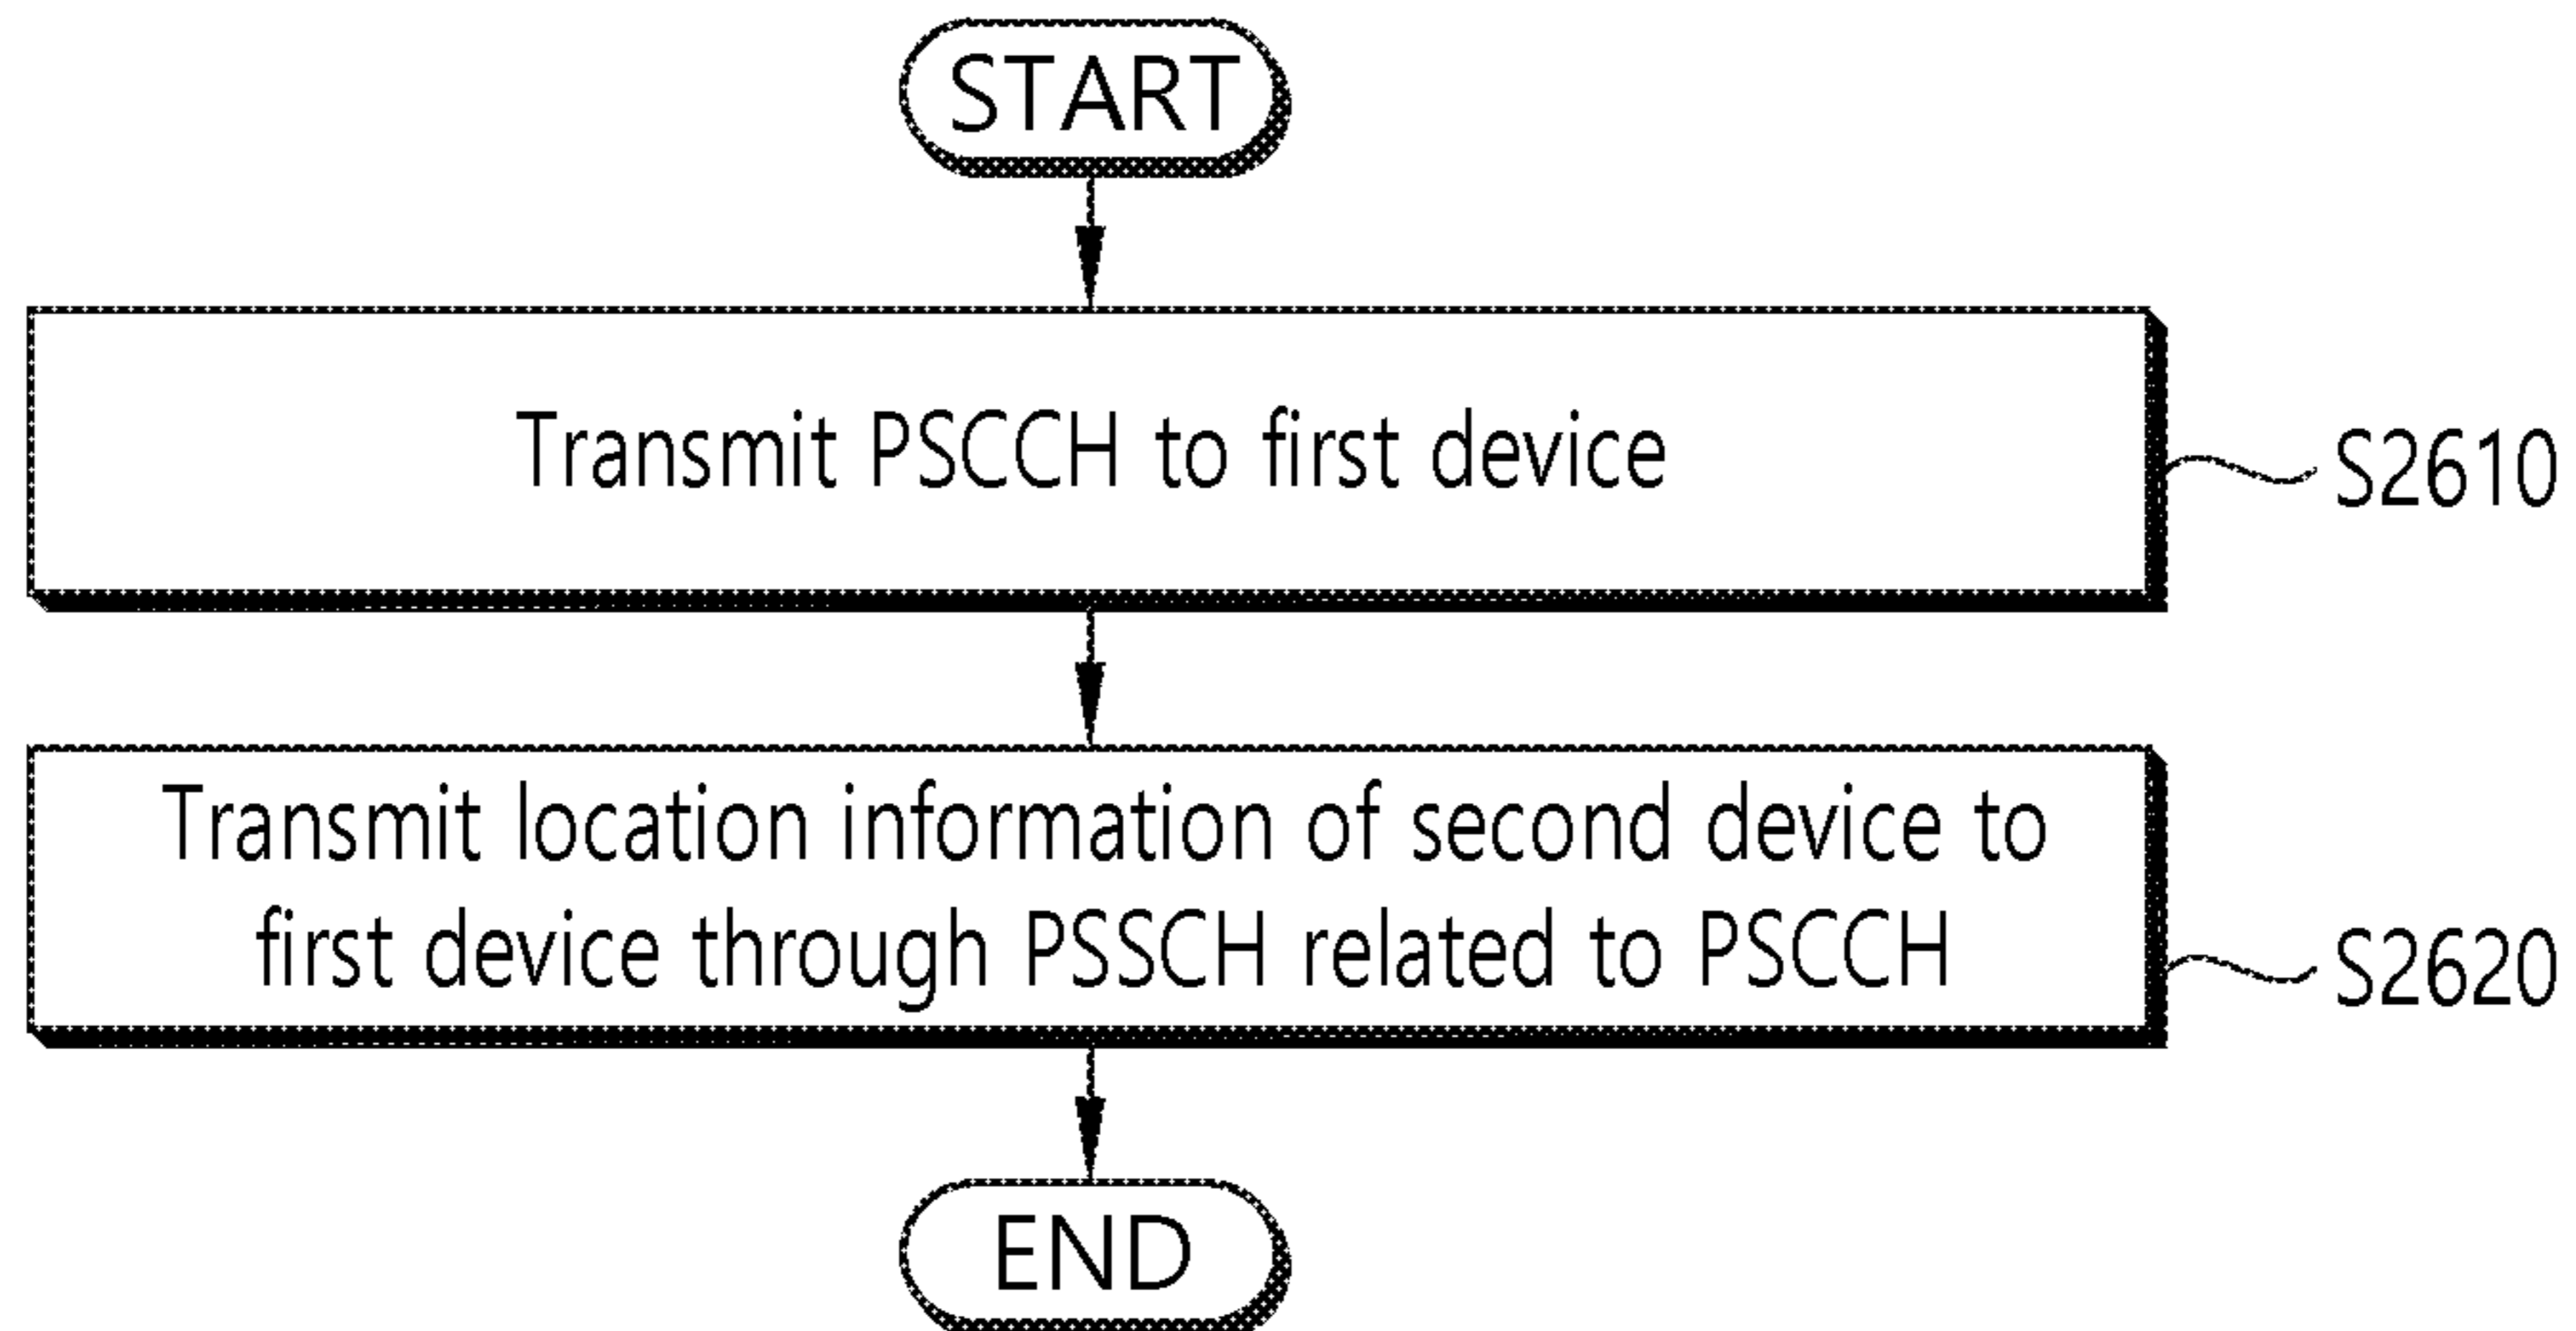 START
Transmit PSCCH to first device
S2610
Transmit location information of second device to
first device through PSSCH related to PSCCH
S2620
END